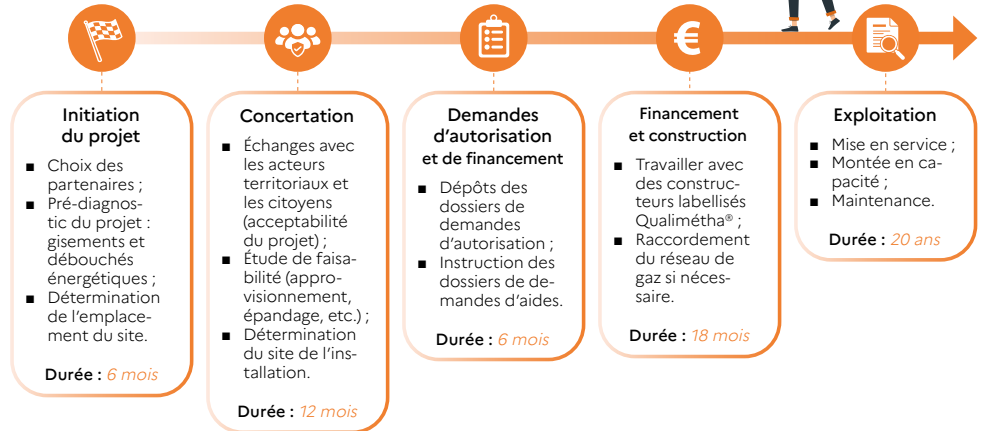 €
Initiation
du projet
■ Choix des
partenaires ;
■ Pré-diagnos-
tic du projet :
gisements et
débouchés
énergétiques ;
■ Détermination
de l'emplace-
ment du site.
Durée : 6 mois
Concertation
■ Échanges avec
les acteurs
territoriaux et
les citoyens
(acceptabilité
du projet) ;
■ Étude de faisa-
bilité (appro-
visionnement,
épandage, etc.) ;
■ Détermination
du site de l'ins-
tallation.
Durée : 12 mois
Demandes
d'autorisation
et de financement
■ Dépôts des
dossiers de
demandes
d'autorisation ;
■ Instruction des
dossiers de de-
mandes d'aides.
Durée : 6 mois
Financement
et construction
■ Travailler avec
des construc-
teurs labellisés
Qualimétha® ;
■ Raccordement
du réseau de
gaz si néces-
saire.
Durée : 18 mois
Exploitation
■ Mise en service ;
■ Montée en ca-
pacité ;
■ Maintenance.
Durée : 20 ans